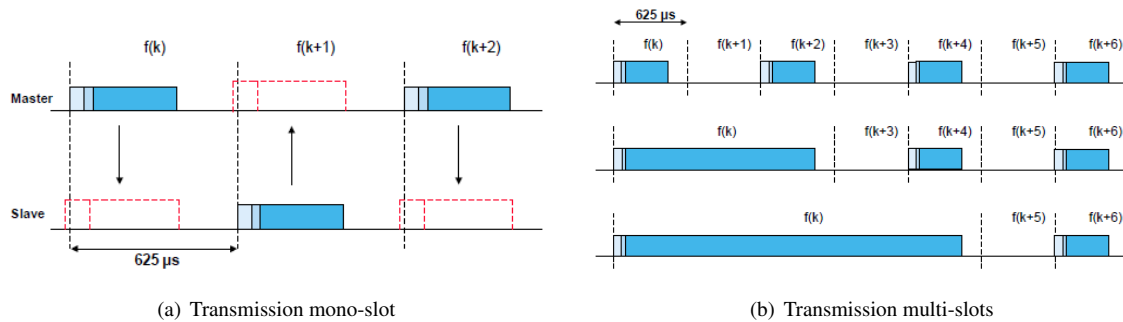 f(k) f(k+1) f(k+2)
Master
Slave
625 µs
(a) Transmission mono-slot
625 µs
f(k) f(k+1) f(k+2) f(k+3) f(k+4) f(k+5) f(k+6)
f(k) f(k+3) f(k+4) f(k+5) f(k+6)
f(k) f(k+5) f(k+6)
(b) Transmission multi-slots